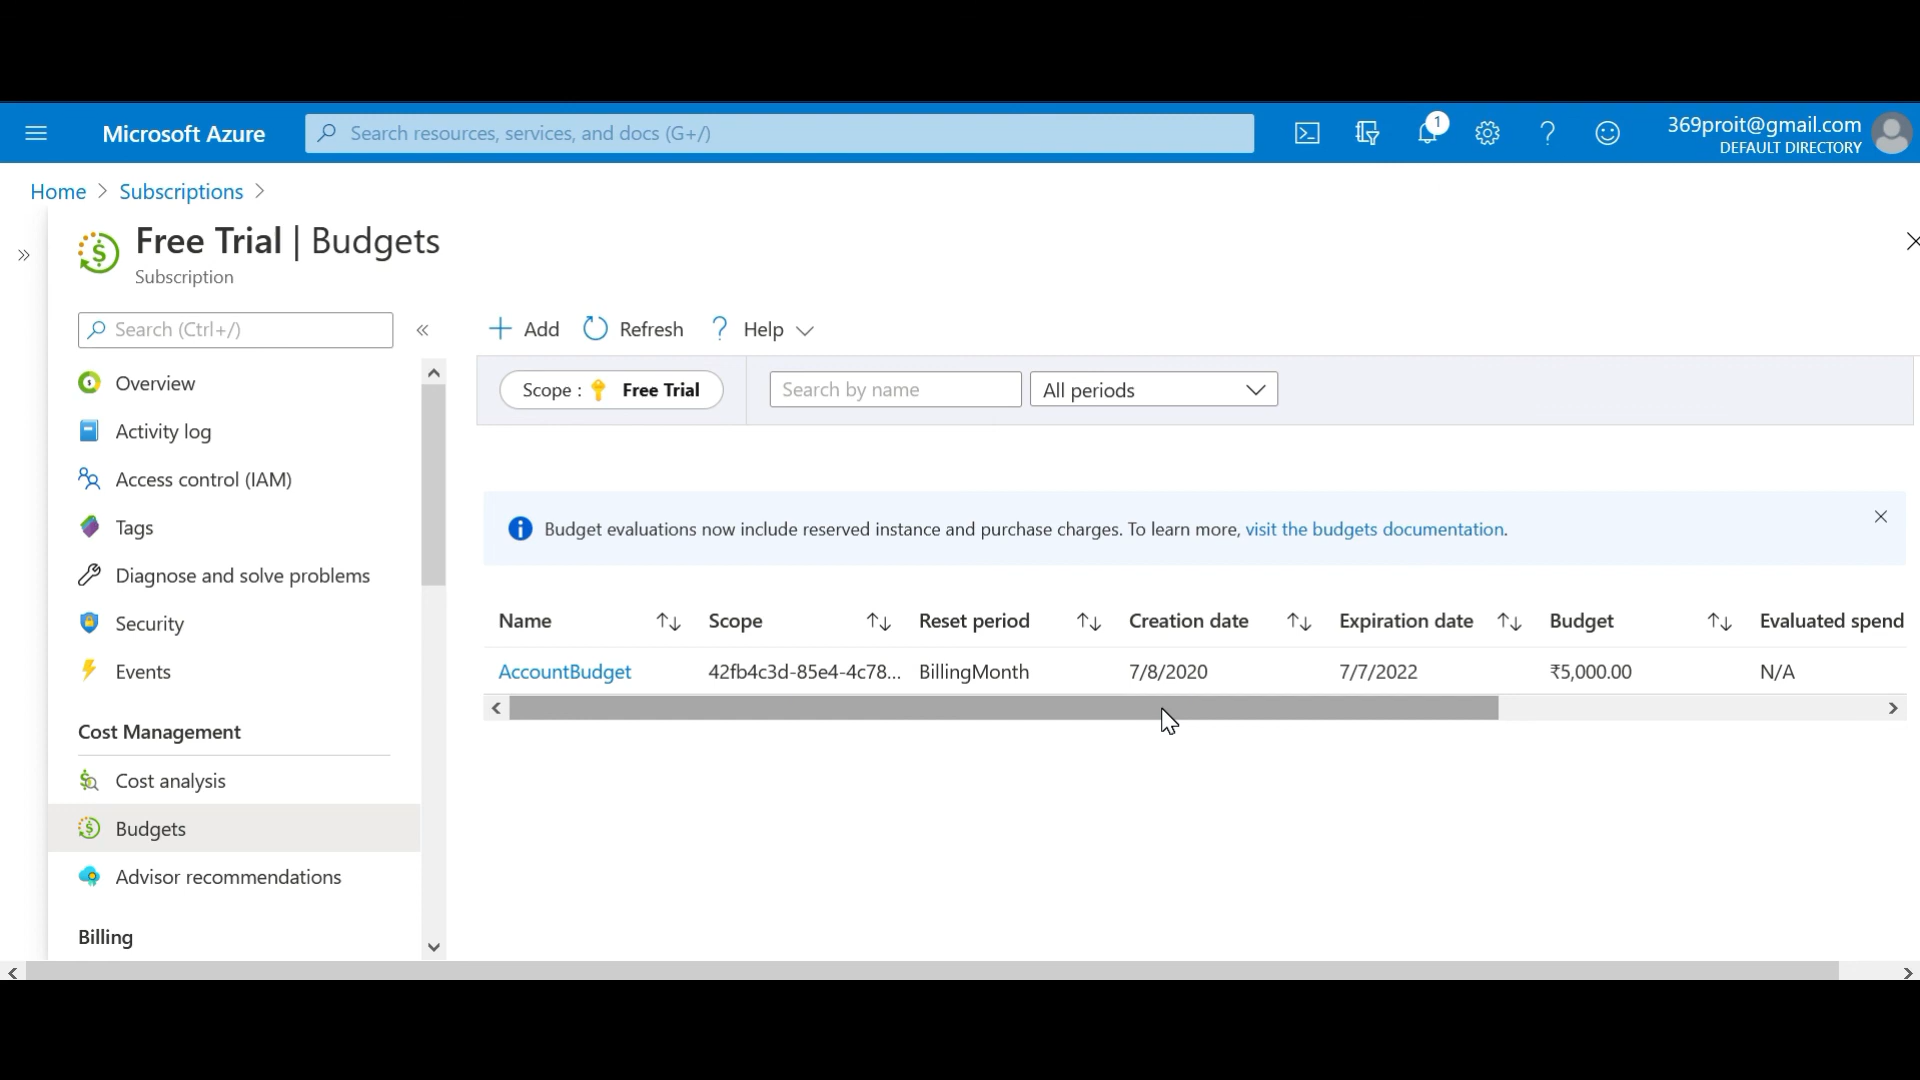 Microsoft Azure
Search resources, services, and docs (G+/)
1
369proit@gmail.com
DEFAULT DIRECTORY
Home > Subscriptions >
Free Trial | Budgets
Subscription
Search (Ctrl+/)
Overview
Activity log
Access control (IAM)
Tags
Diagnose and solve problems
Security
Events
Cost Management
Cost analysis
Budgets
Advisor recommendations
Billing
Add Refresh ? Help
Scope : Free Trial Search by name All periods
Budget evaluations now include reserved instance and purchase charges. To learn more, visit the budgets documentation.
Name Scope Reset period Creation date Expiration date Budget Evaluated spend
AccountBudget 42fb4c3d-85e4-4c78... BillingMonth 7/8/2020 7/7/2022 ₹5,000.00 N/A